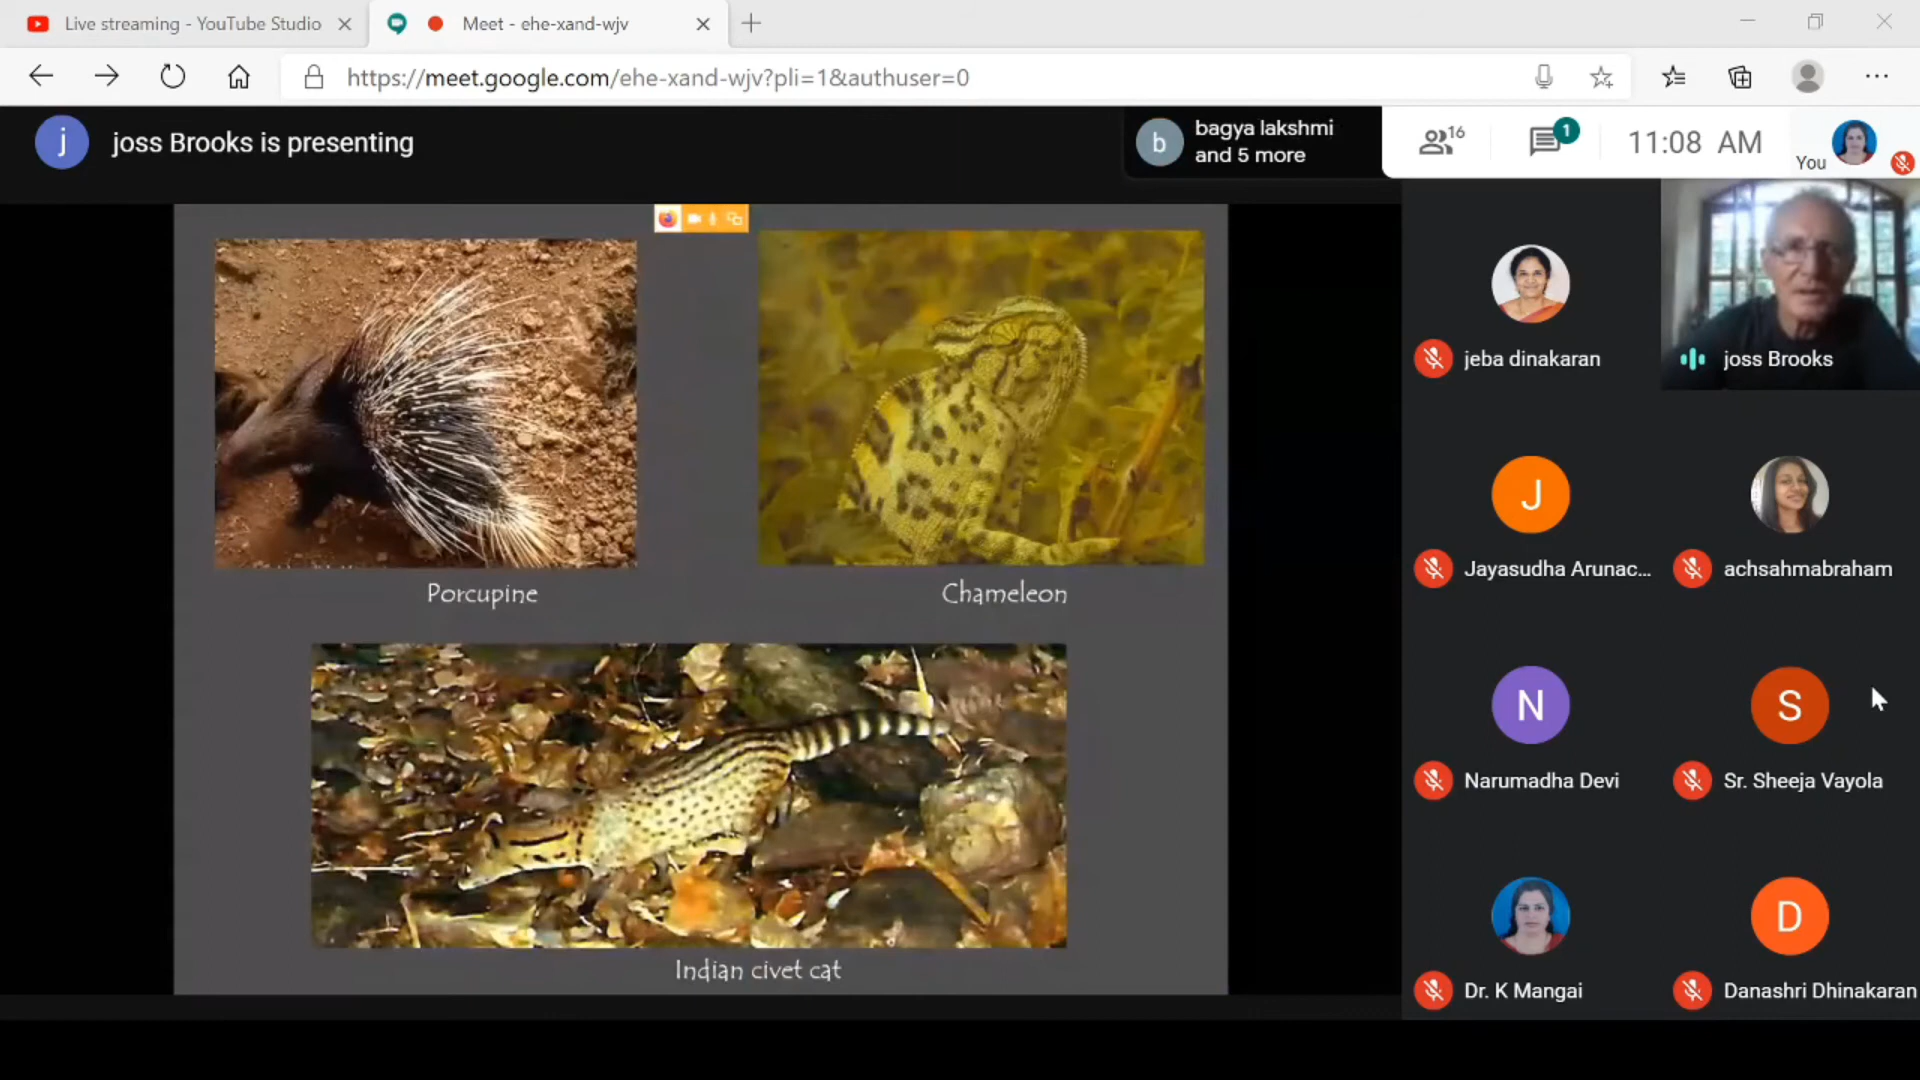 Live streaming - YouTube Studio
Meet - ehe-xand-wjv
https://meet.google.com/ehe-xand-wjv?pli=1&authuser=0
j
joss Brooks is presenting
b
bagya lakshmi
and 5 more
16
1
11:08 AM
You
jeba dinakaran
joss Brooks
J
Jayasudha Arunac...
achsahmabraham
N
Narumadha Devi
S
Sr. Sheeja Vayola
Dr. K Mangai
D
Danashri Dhinakaran
Porcupine
Chameleon
Indian civet cat